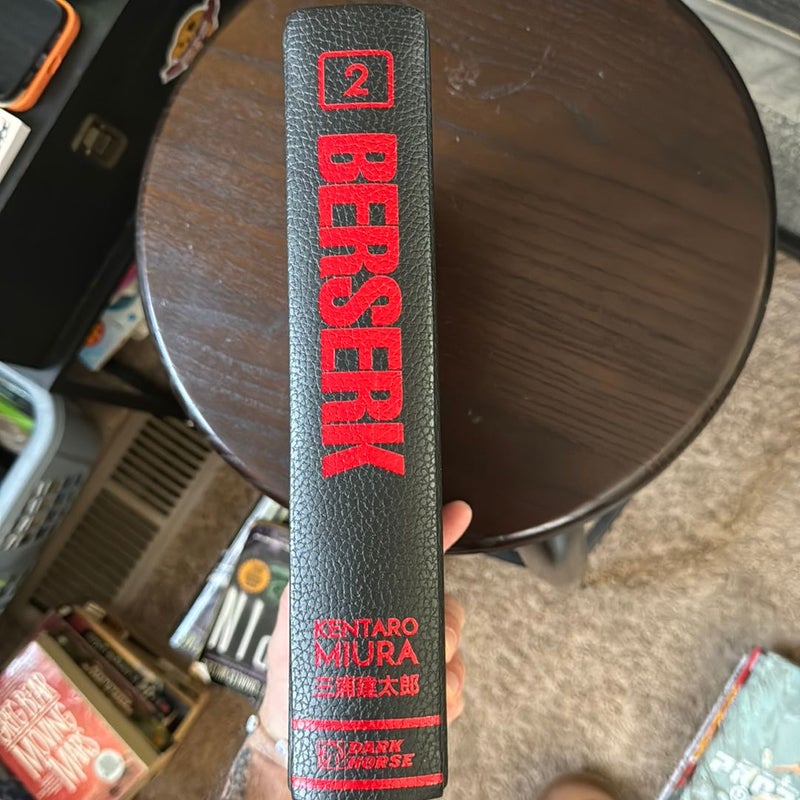 2
BERSERK
KENTARO
MIURA
三浦建太郎
DARK
HORSE